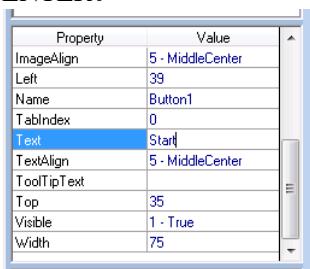 Property Value
ImageAlign 5 - MiddleCenter
Left 39
Name Button1
TabIndex 0
Text Start
TextAlign 5 - MiddleCenter
ToolTipText
Top 35
Visible 1 - True
Width 75